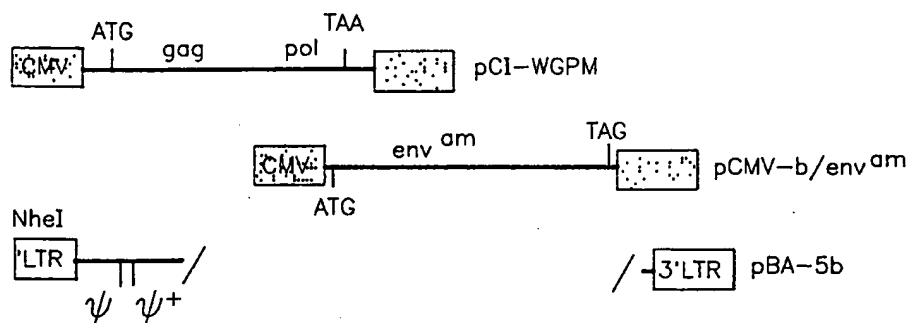 ATG gag pol TAA
CMV pCI-WGPM
CMV env am TAG pCMV-b/env am
ATG
NheI
'LTR 3'LTR pBA-5b
ψ ψ+